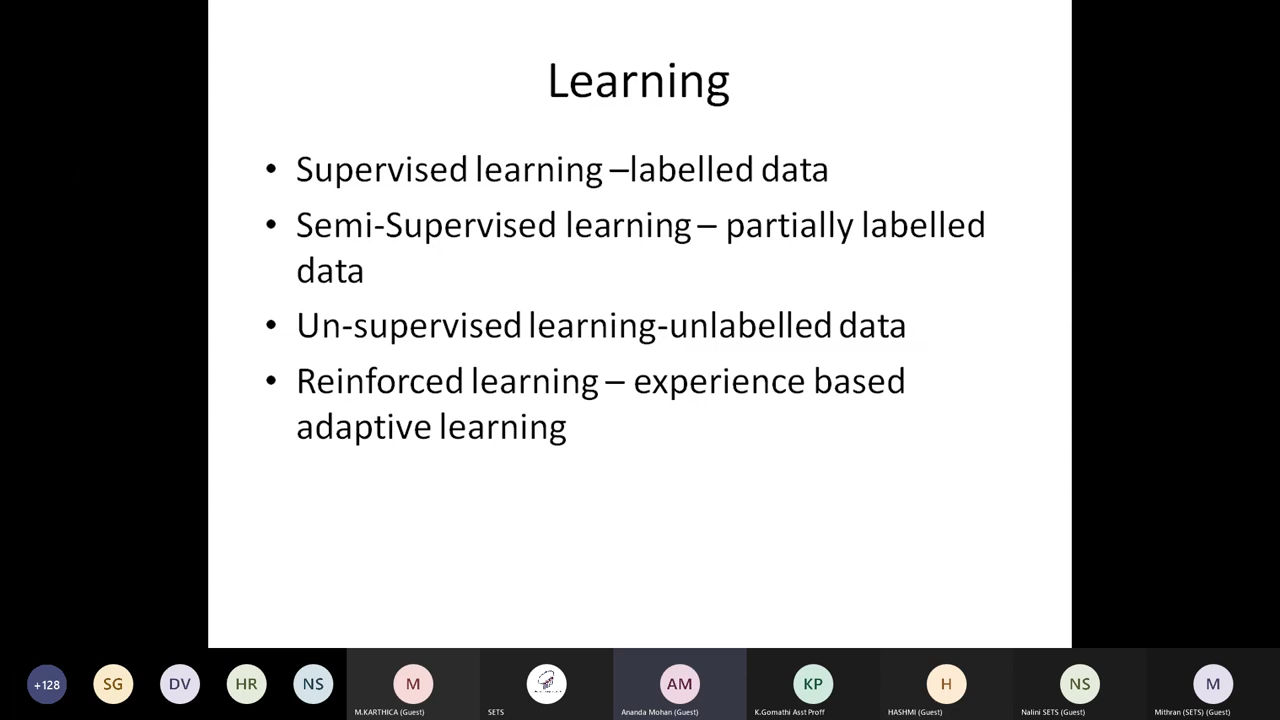 Learning
• Supervised learning –labelled data
• Semi-Supervised learning – partially labelled
data
• Un-supervised learning-unlabelled data
• Reinforced learning – experience based
adaptive learning
+128
SG
DV
HR
NS
M
AM
KP
H
NS
M
M.KARTHICA (Guest)
SETS
Ananda Mohan (Guest)
K.Gomathi Asst Proff
HASHMI (Guest)
Nalini SETS (Guest)
Mithran (SETS) (Guest)